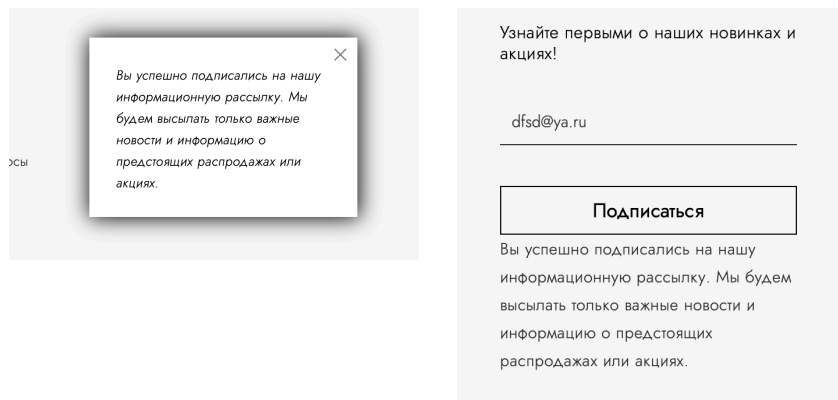 Вы успешно подписались на нашу
информационную рассылку. Мы
будем высылать только важные
новости и информацию о
предстоящих распродажах или
акциях.
осы
Узнайте первыми о наших новинках и
акциях!
dfsd@ya.ru
Подписаться
Вы успешно подписались на нашу
информационную рассылку. Мы будем
высылать только важные новости и
информацию о предстоящих
распродажах или акциях.